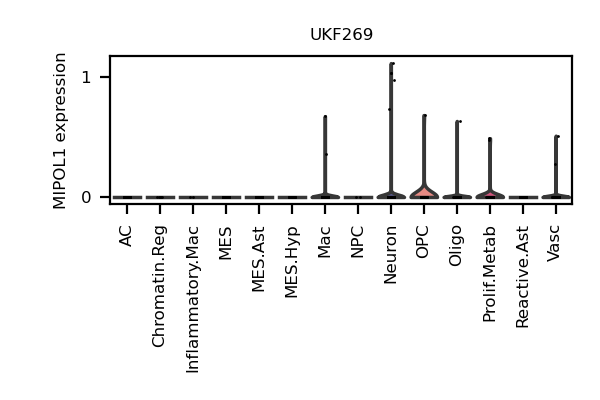 UKF269
MIPOL1 expression
1
0
AC
Chromatin.Reg
Inflammatory.Mac
MES
MES.Ast
MES.Hyp
Mac
NPC
Neuron
OPC
Oligo
Prolif.Metab
Reactive.Ast
Vasc